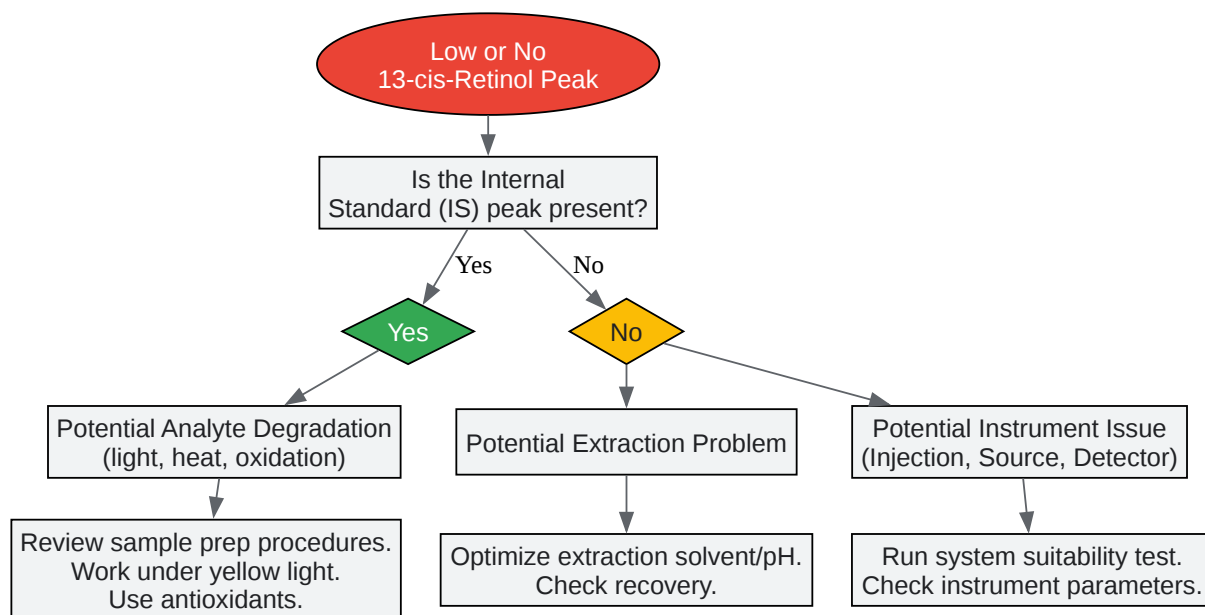 Low or No
13-cis-Retinol Peak
Is the Internal
Standard (IS) peak present?
Yes
No
Yes
No
Potential Analyte Degradation
(light, heat, oxidation)
Potential Extraction Problem
Potential Instrument Issue
(Injection, Source, Detector)
Review sample prep procedures.
Work under yellow light.
Use antioxidants.
Optimize extraction solvent/pH.
Check recovery.
Run system suitability test.
Check instrument parameters.